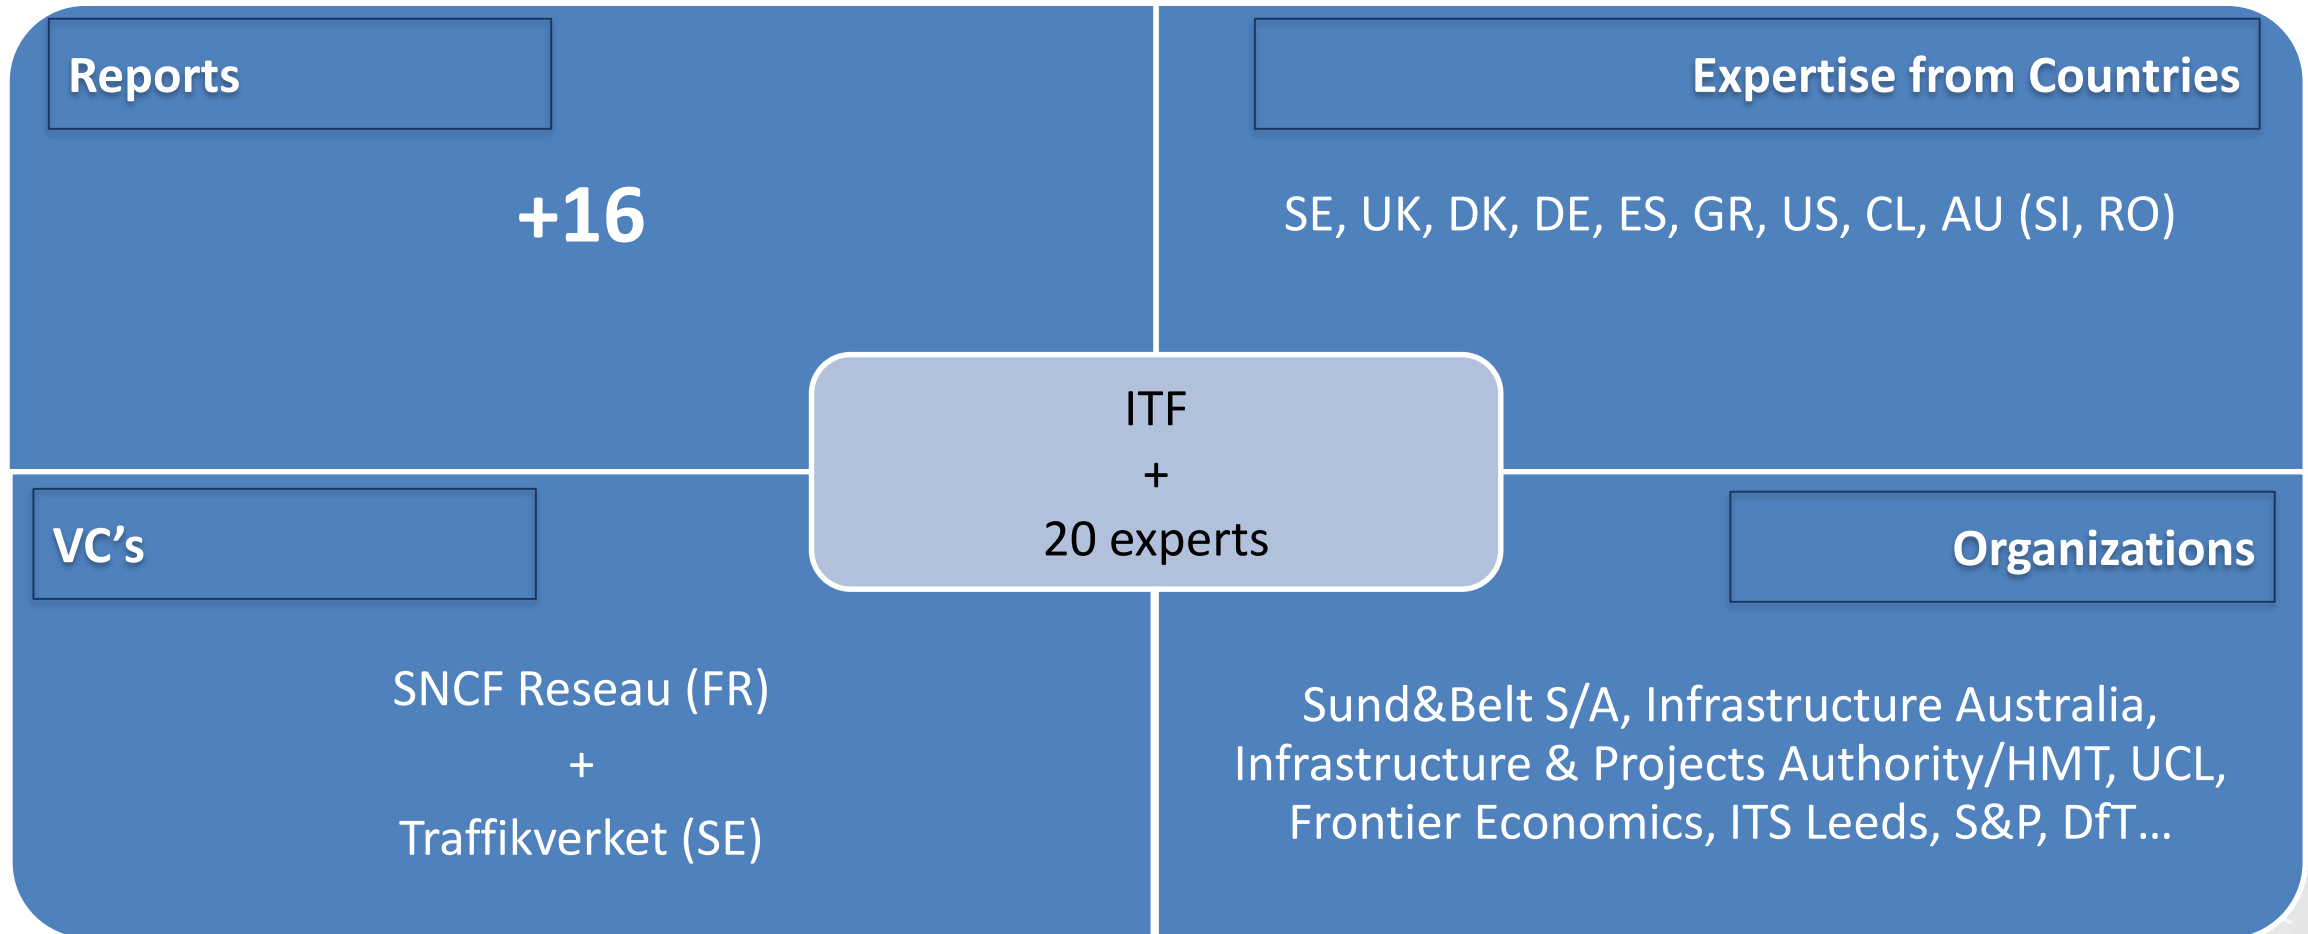 Reports
+16
Expertise from Countries
SE, UK, DK, DE, ES, GR, US, CL, AU (SI, RO)
ITF
+
20 experts
VC’s
SNCF Reseau (FR)
+
Traffikverket (SE)
Organizations
Sund&Belt S/A, Infrastructure Australia,
Infrastructure & Projects Authority/HMT, UCL,
Frontier Economics, ITS Leeds, S&P, DfT…